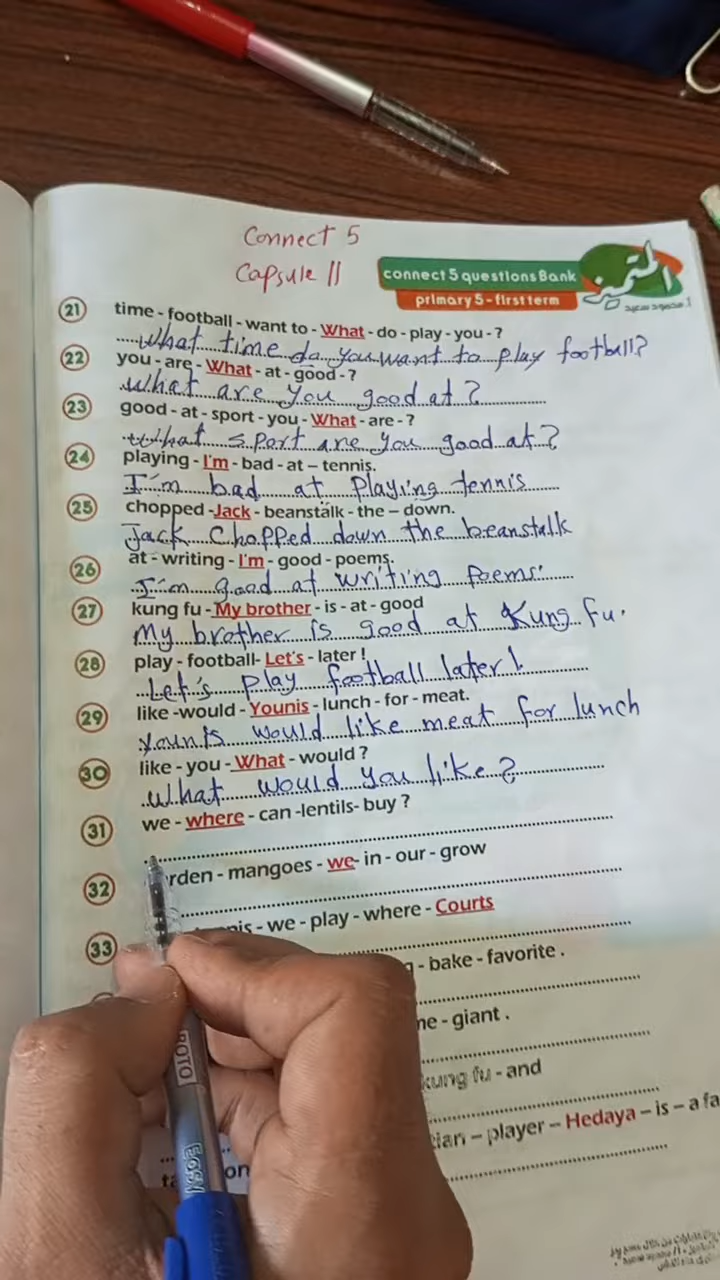 Connect 5
Capsule 11
connect 5 questions Bank
primary 5 - first term
المتميز
أ. محمود سعيد
21 time - football - want to - What - do - play - you - ?
What time do you want to play football?
22 you - are - What - at - good - ?
What are you good at?
23 good - at - sport - you - What - are - ?
What sport are you good at?
24 playing - I'm - bad - at – tennis.
I'm bad at playing tennis
25 chopped -Jack - beanstalk - the – down.
Jack chopped down the beanstalk
26 at - writing - I'm - good - poems.
I'm good at writing poems.
27 kung fu - My brother - is - at - good
My brother is good at Kung fu.
28 play - football- Let's - later !
Let's play football later!
29 like -would - Younis - lunch - for - meat.
Younis would like meat for lunch
30 like - you - What - would ?
What would you like?
31 we - where - can -lentils- buy ?
32 rden - mangoes - we- in - our - grow
33 nis - we - play - where - Courts
- bake - favorite .
me - giant .
kung fu - and
ian – player – Hedaya – is – a fa
on
ROTO